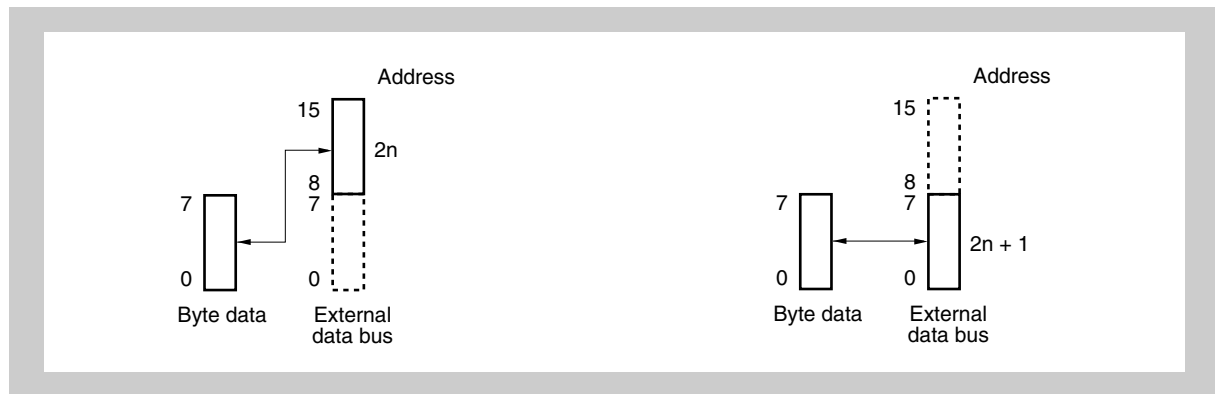 Address
15
2n
8
7
7
0
0
Byte data
External
data bus
Address
15
8
7
7
2n + 1
0
0
Byte data
External
data bus